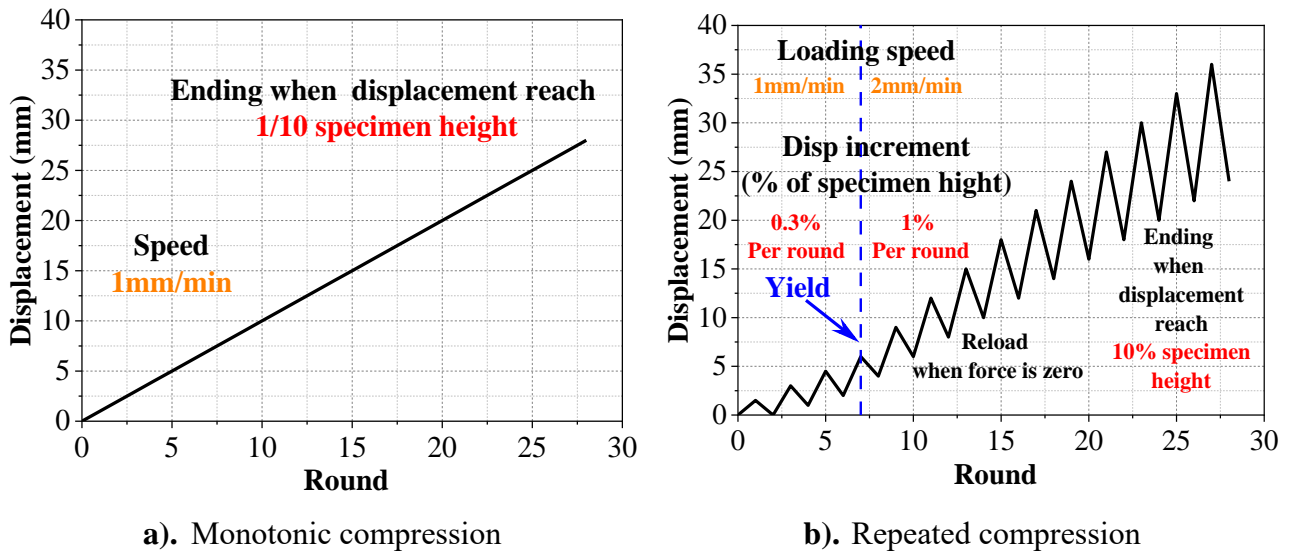 40
35
30
25
20
15
10
5
0
Displacement (mm)
Ending when displacement reach
1/10 specimen height
Speed
1mm/min
0 5 10 15 20 25 30
Round
a). Monotonic compression
40
35
30
25
20
15
10
5
0
Displacement (mm)
Loading speed
1mm/min 2mm/min
Disp increment
(% of specimen hight)
0.3% 1%
Per round Per round
Yield
Reload
when force is zero
Ending
when
displacement
reach
10% specimen
height
0 5 10 15 20 25 30
Round
b). Repeated compression